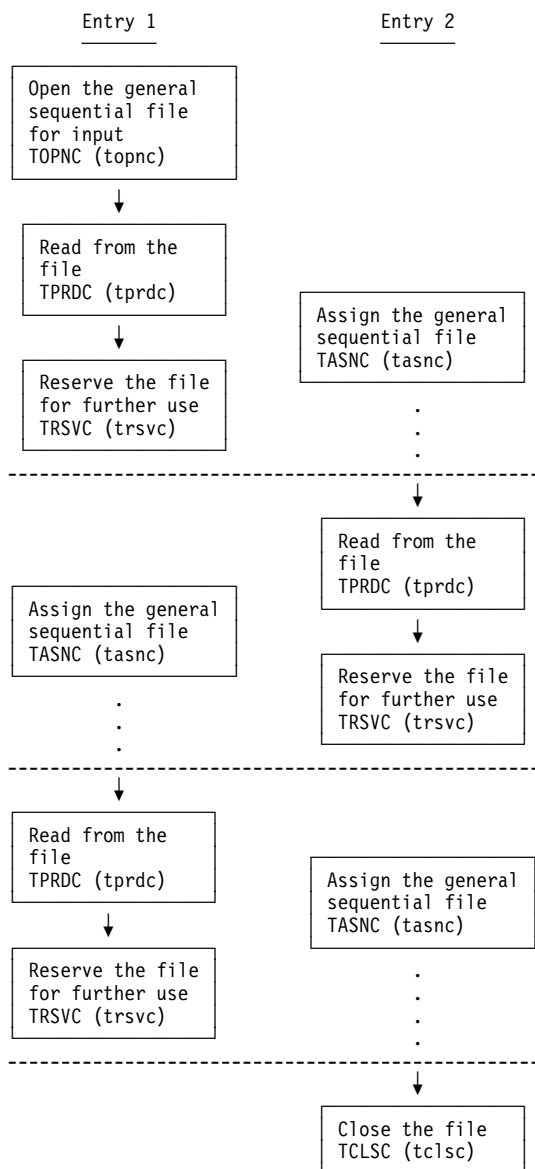 Entry 1
Entry 2
Open the general
sequential file
for input
TOPNC (topnc)
Read from the
file
TPRDC (tprdc)
Assign the general
sequential file
TASNC (tasnc)
Reserve the file
for further use
TRSVC (trsvc)
Read from the
file
TPRDC (tprdc)
Assign the general
sequential file
TASNC (tasnc)
Reserve the file
for further use
TRSVC (trsvc)
Read from the
file
TPRDC (tprdc)
Assign the general
sequential file
TASNC (tasnc)
Reserve the file
for further use
TRSVC (trsvc)
Close the file
TCLSC (tclsc)